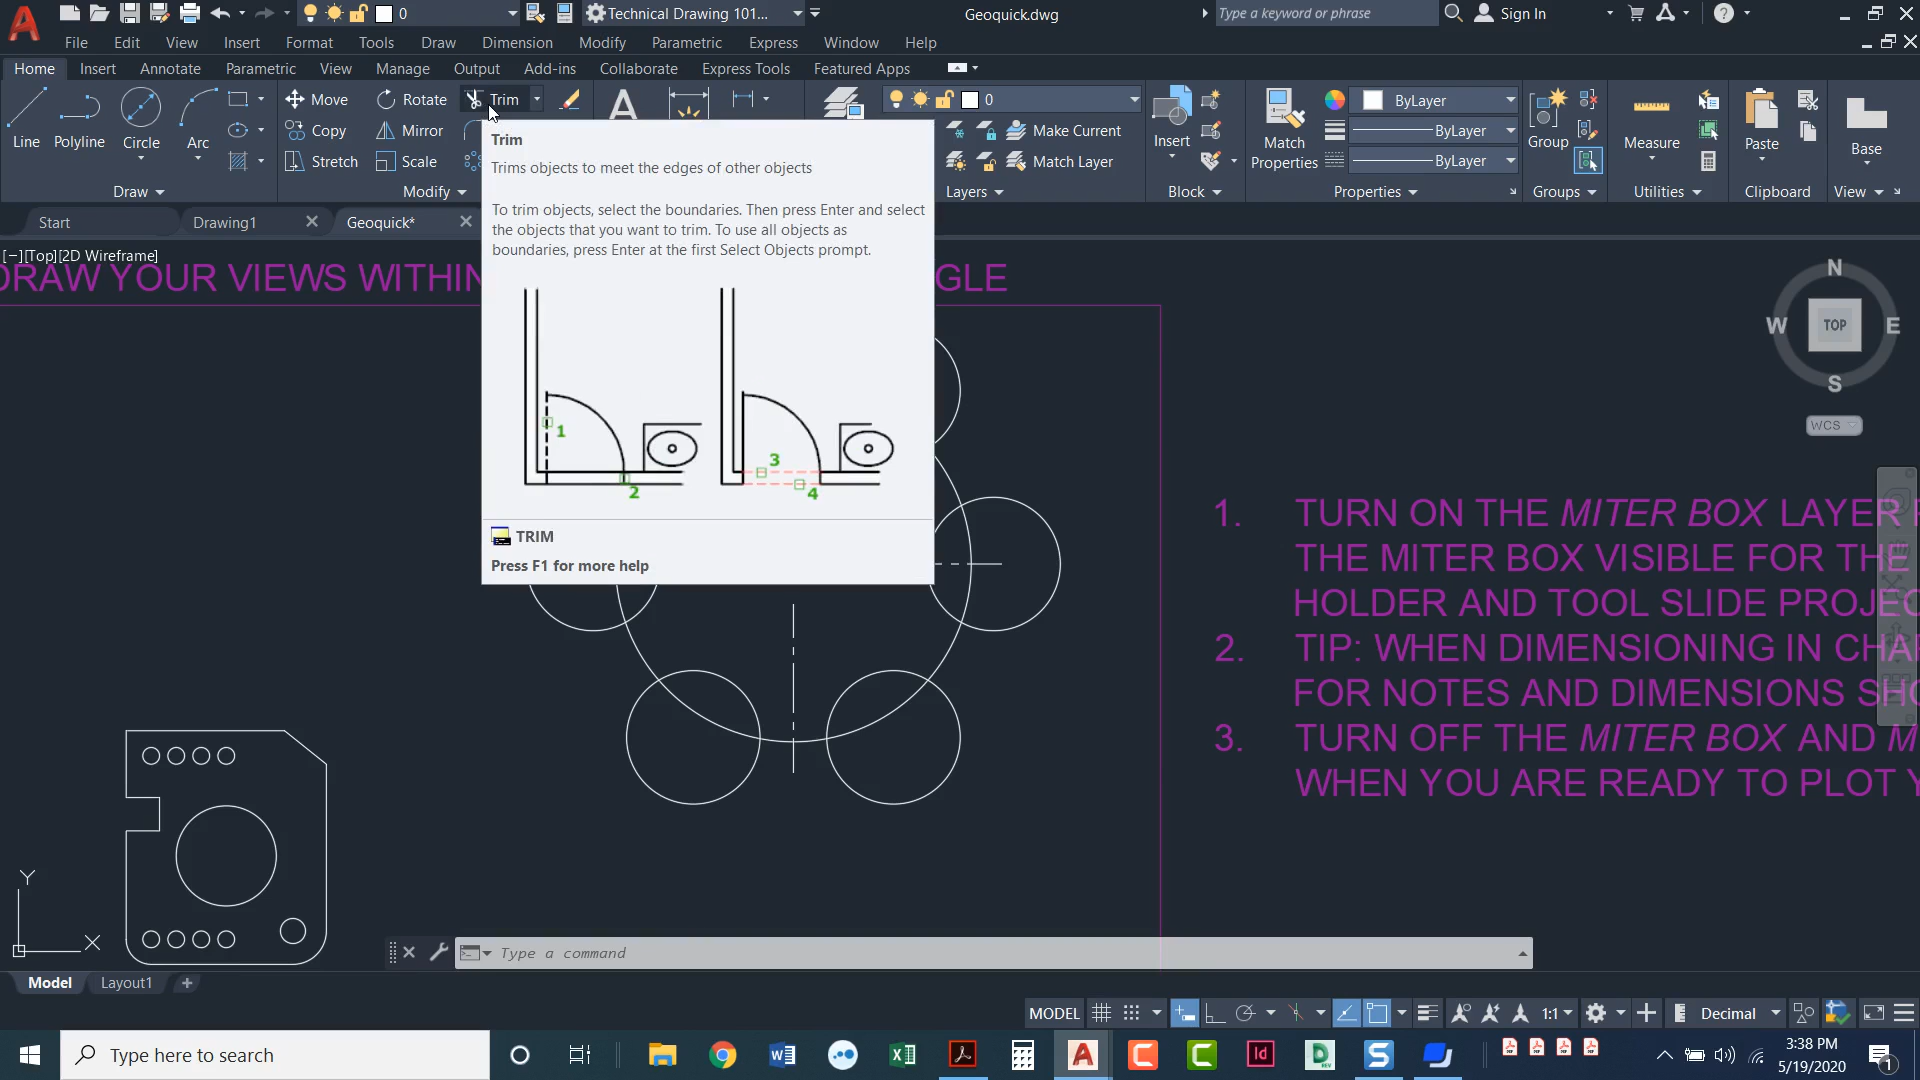 0
Technical Drawing 101...
Geoquick.dwg
Type a keyword or phrase
Sign In
File Edit View Insert Format Tools Draw Dimension Modify Parametric Express Window Help
Home Insert Annotate Parametric View Manage Output Add-ins Collaborate Express Tools Featured Apps
Line
Polyline
Circle
Arc
Draw
Move
Rotate
Trim
Copy
Mirror
Stretch
Scale
Modify
0
Make Current
Match Layer
Layers
Insert
Block
Match
Properties
ByLayer
ByLayer
ByLayer
Properties
Group
Groups
Measure
Utilities
Paste
Clipboard
Base
View
Start
Drawing1
Geoquick*
[−][Top][2D Wireframe]
DRAW YOUR VIEWS WITHIN
GLE
Trim
Trims objects to meet the edges of other objects
To trim objects, select the boundaries. Then press Enter and select
the objects that you want to trim. To use all objects as
boundaries, press Enter at the first Select Objects prompt.
1
2
3
4
TRIM
Press F1 for more help
N
W
TOP
E
S
WCS
1. TURN ON THE MITER BOX LAYER
THE MITER BOX VISIBLE FOR THE
HOLDER AND TOOL SLIDE PROJEC
2. TIP: WHEN DIMENSIONING IN CHA
FOR NOTES AND DIMENSIONS SH
3. TURN OFF THE MITER BOX AND M
WHEN YOU ARE READY TO PLOT Y
Y
X
Type a command
Model
Layout1
MODEL
1:1
Decimal
Type here to search
3:38 PM
5/19/2020
1